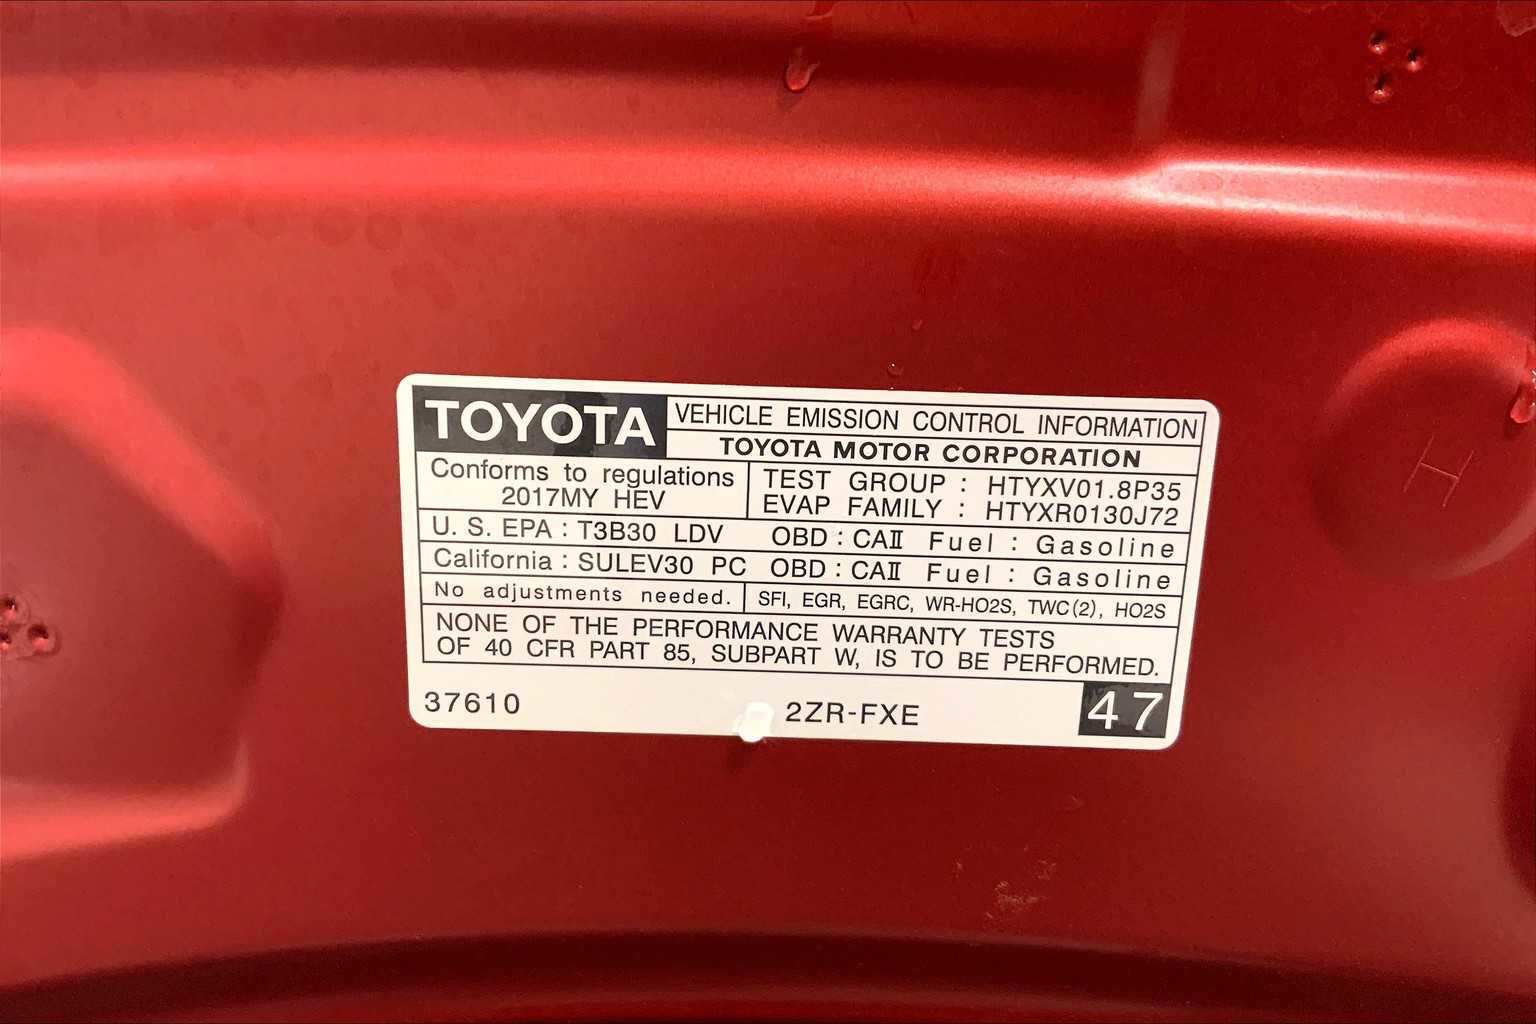 TOYOTA VEHICLE EMISSION CONTROL INFORMATION
TOYOTA MOTOR CORPORATION
Conforms to regulations
2017MY HEV
TEST GROUP : HTYXV01.8P35
EVAP FAMILY : HTYXR0130J72
U. S. EPA : T3B30 LDV OBD : CAII Fuel : Gasoline
California : SULEV30 PC OBD : CAII Fuel : Gasoline
No adjustments needed. SFI, EGR, EGRC, WR-HO2S, TWC(2), HO2S
NONE OF THE PERFORMANCE WARRANTY TESTS
OF 40 CFR PART 85, SUBPART W, IS TO BE PERFORMED.
37610 2ZR-FXE 47
H